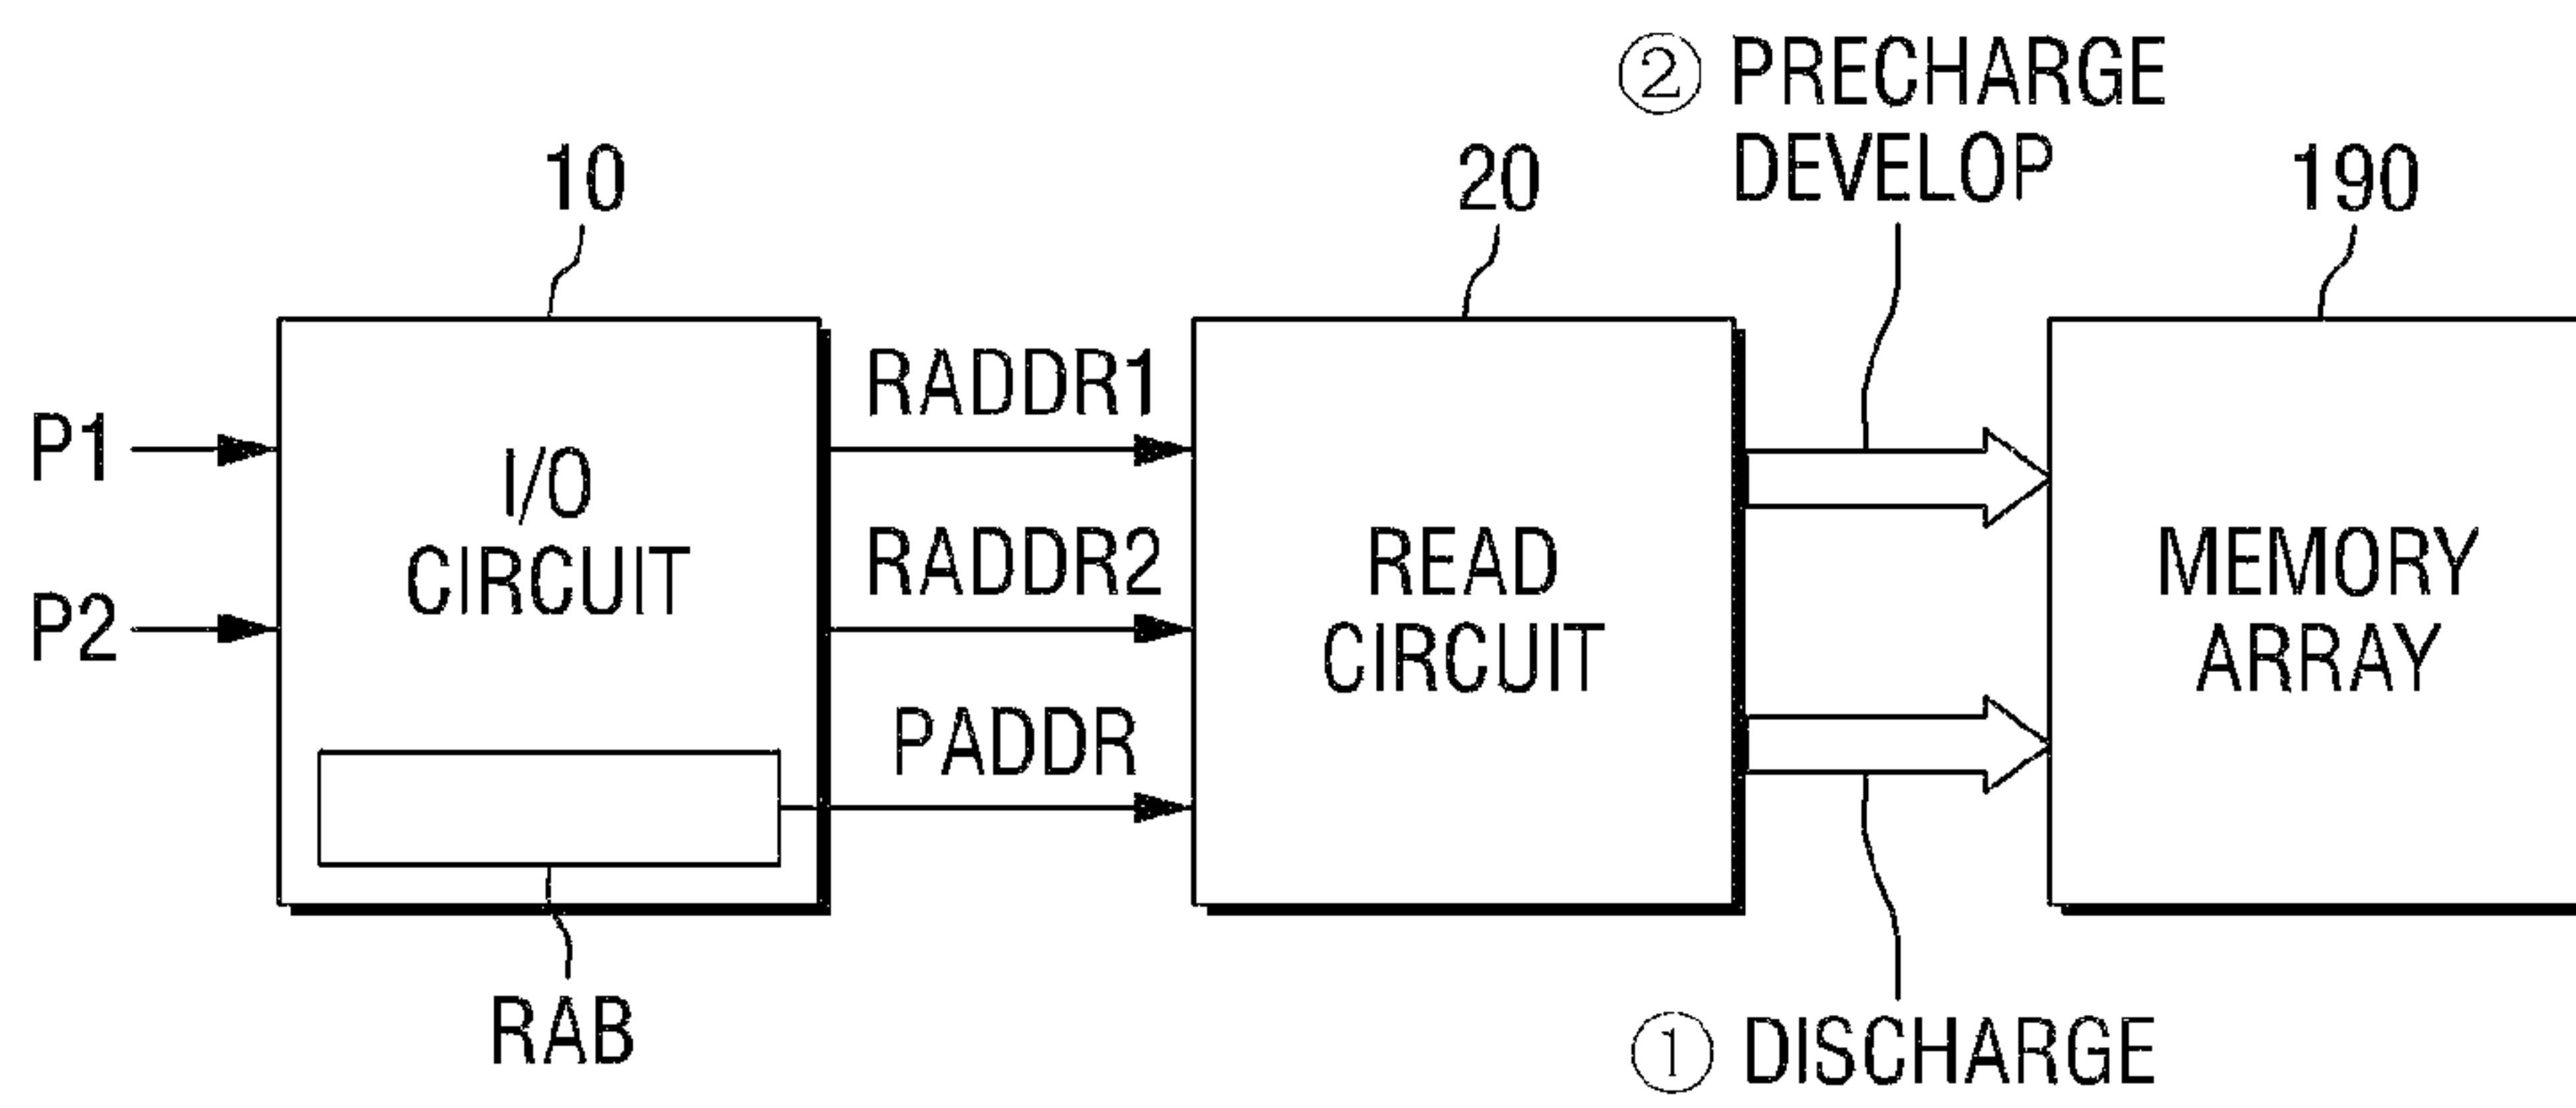 ② PRECHARGE
DEVELOP
10
20
190
RADDR1
P1
I/O
CIRCUIT
RADDR2
READ
CIRCUIT
MEMORY
ARRAY
P2
PADDR
RAB
① DISCHARGE